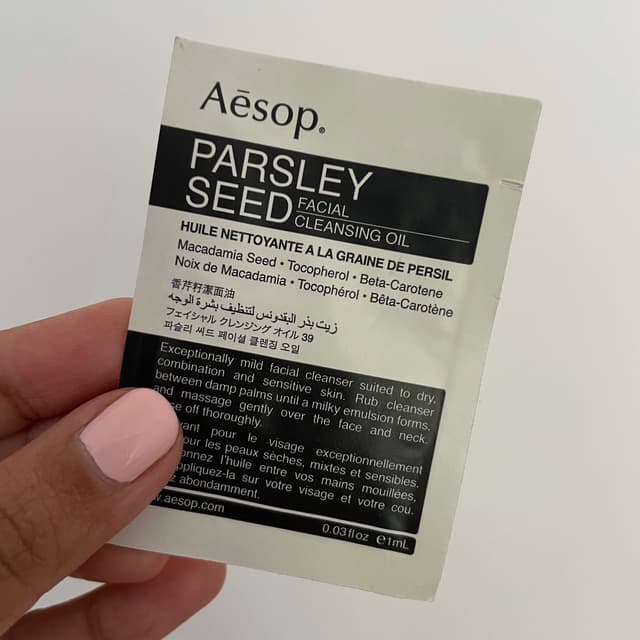 Aēsop®
PARSLEY
SEED FACIAL
CLEANSING OIL
HUILE NETTOYANTE A LA GRAINE DE PERSIL
Macadamia Seed • Tocopherol • Beta-Carotene
Noix de Macadamia • Tocophérol • Bêta-Carotène
香芹籽潔面油
زيت بذر البقدونس لتنظيف بشرة الوجه
フェイシャル クレンジング オイル 39
파슬리 씨드 페이셜 클렌징 오일
Exceptionally mild facial cleanser suited to dry,
combination and sensitive skin. Rub cleanser
between damp palms until a milky emulsion forms,
and massage gently over the face and neck.
off thoroughly.
pour le visage exceptionnellement
pour les peaux sèches, mixtes et sensibles.
l'huile entre vos mains mouillées,
appliquez-la sur votre visage et votre cou.
abondamment.
w.aesop.com
0.03floz ℮1mL